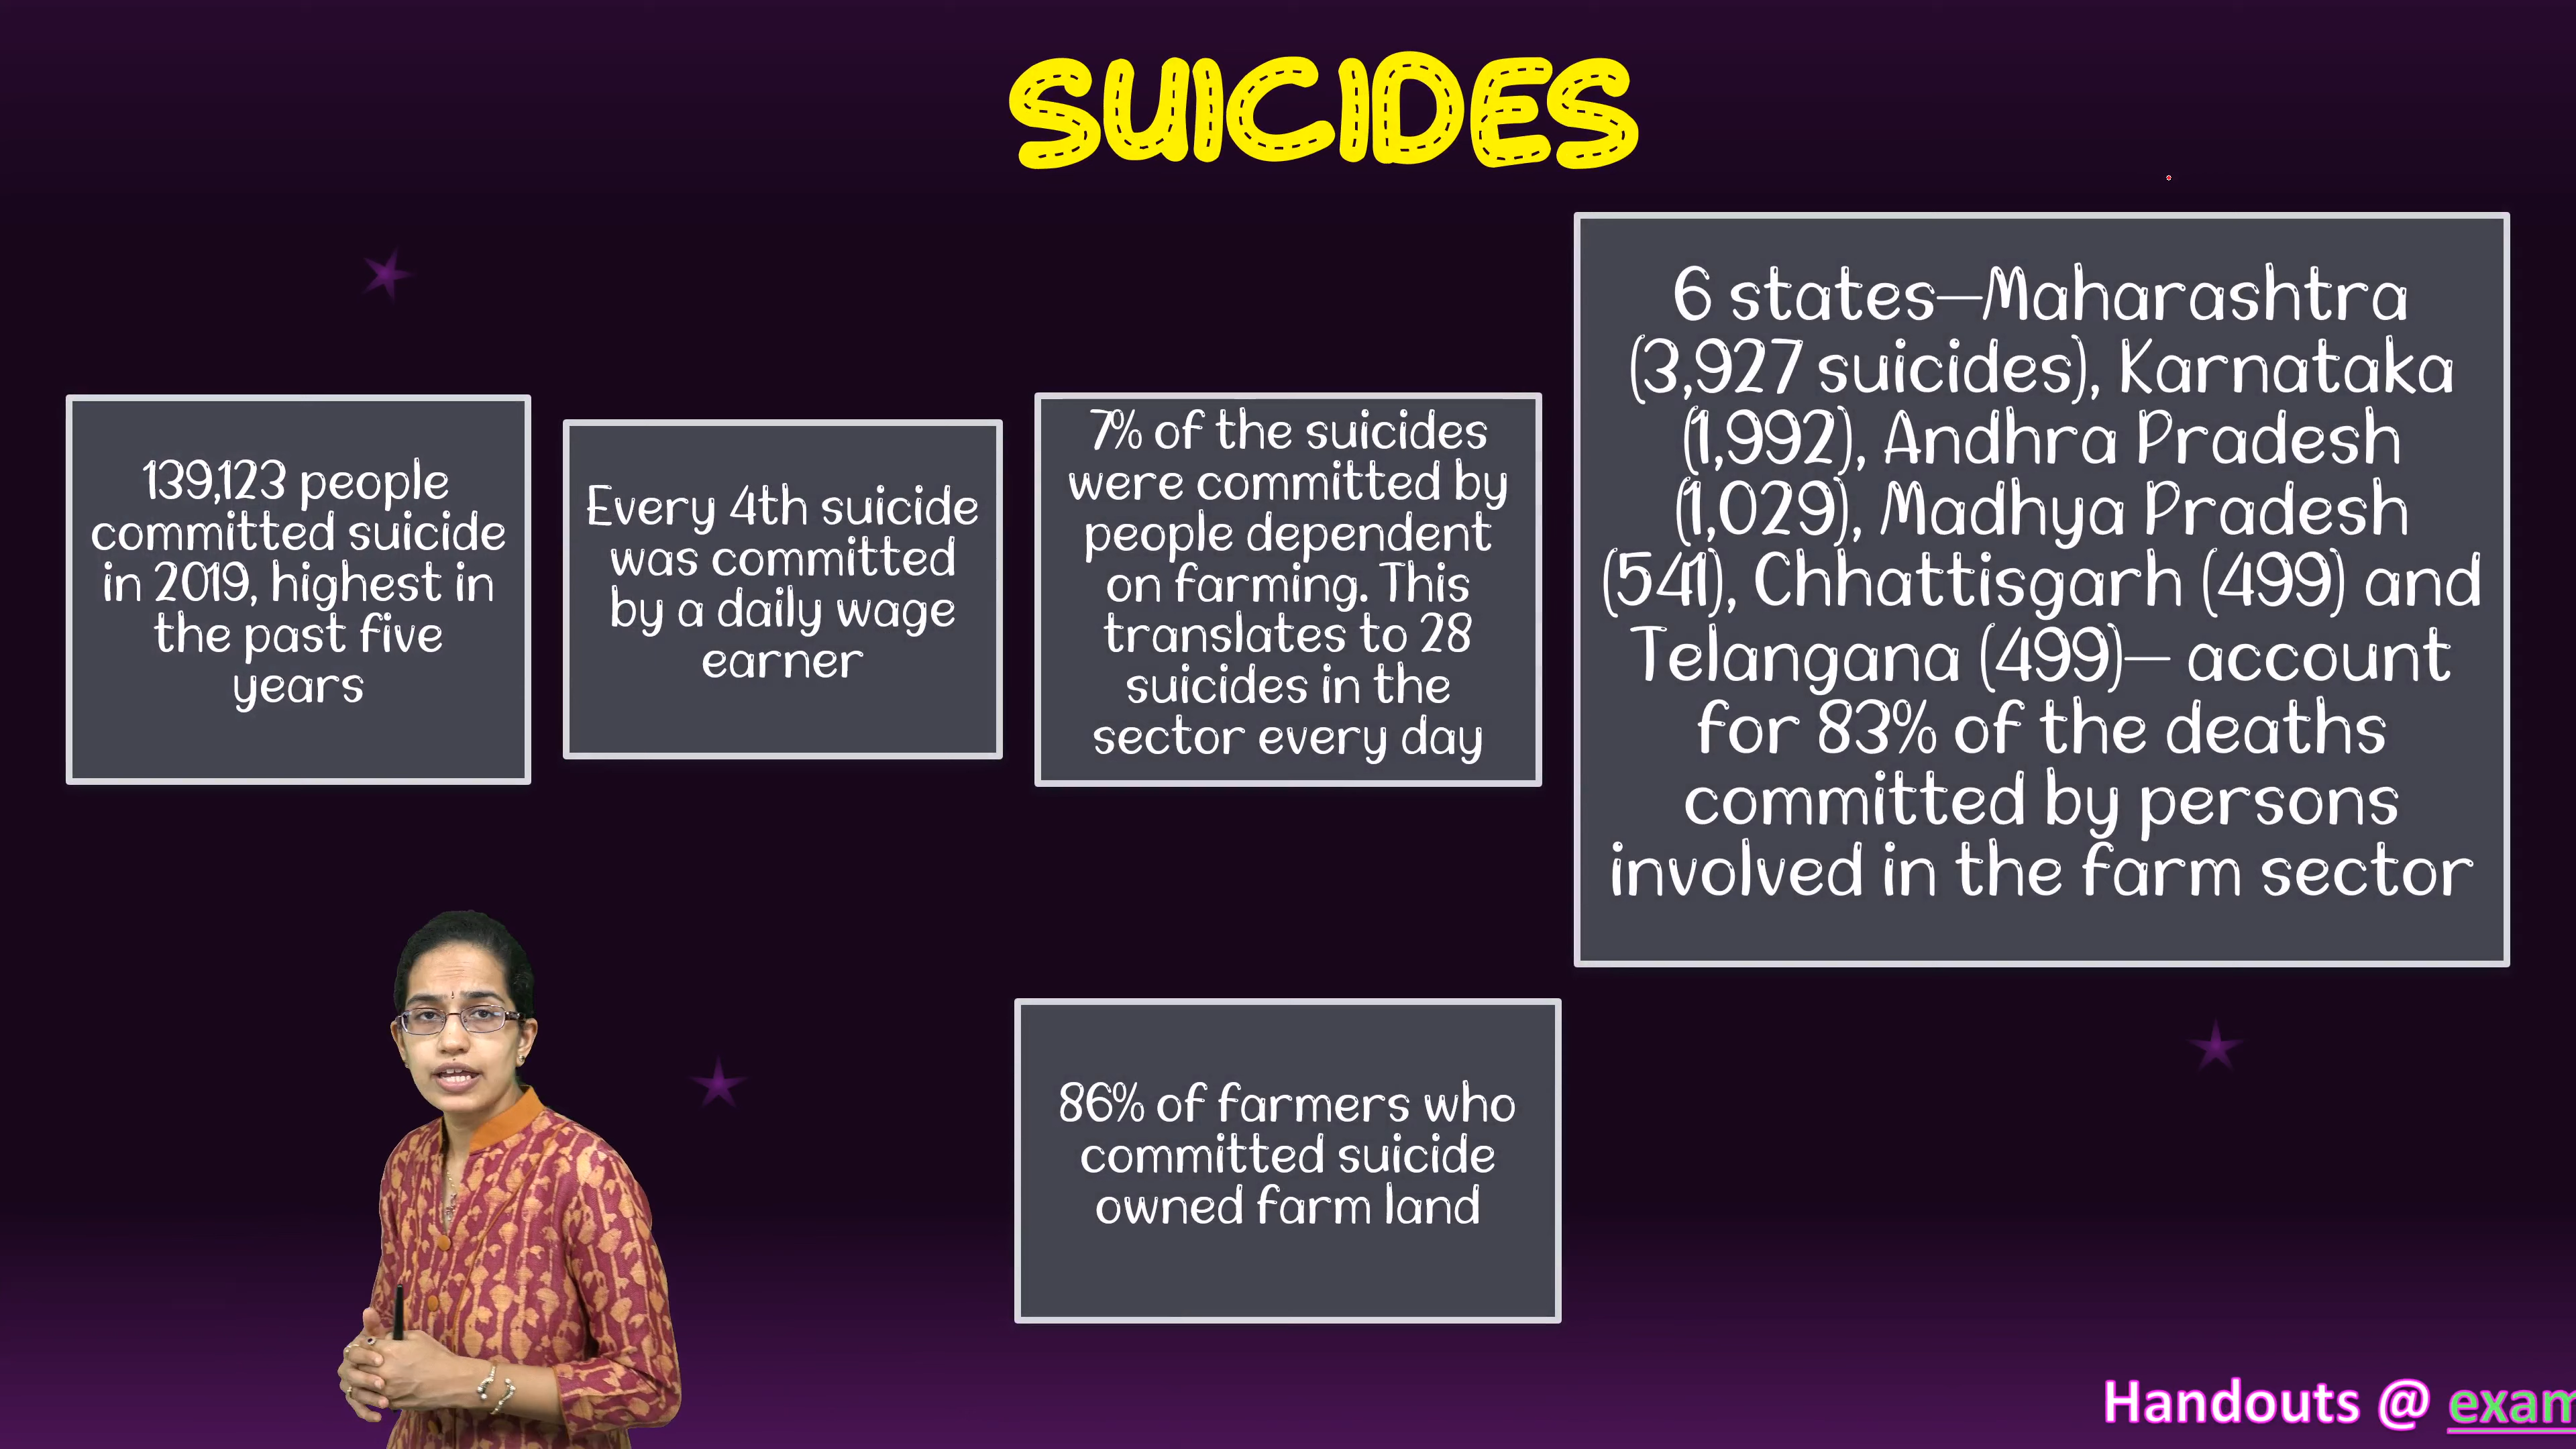 SUICIDES
139,123 people
committed suicide
in 2019, highest in
the past five
years
Every 4th suicide
was committed
by a daily wage
earner
7% of the suicides
were committed by
people dependent
on farming. This
translates to 28
suicides in the
sector every day
6 states—Maharashtra
(3,927 suicides), Karnataka
(1,992), Andhra Pradesh
(1,029), Madhya Pradesh
(541), Chhattisgarh (499) and
Telangana (499)— account
for 83% of the deaths
committed by persons
involved in the farm sector
86% of farmers who
committed suicide
owned farm land
Handouts @ exam